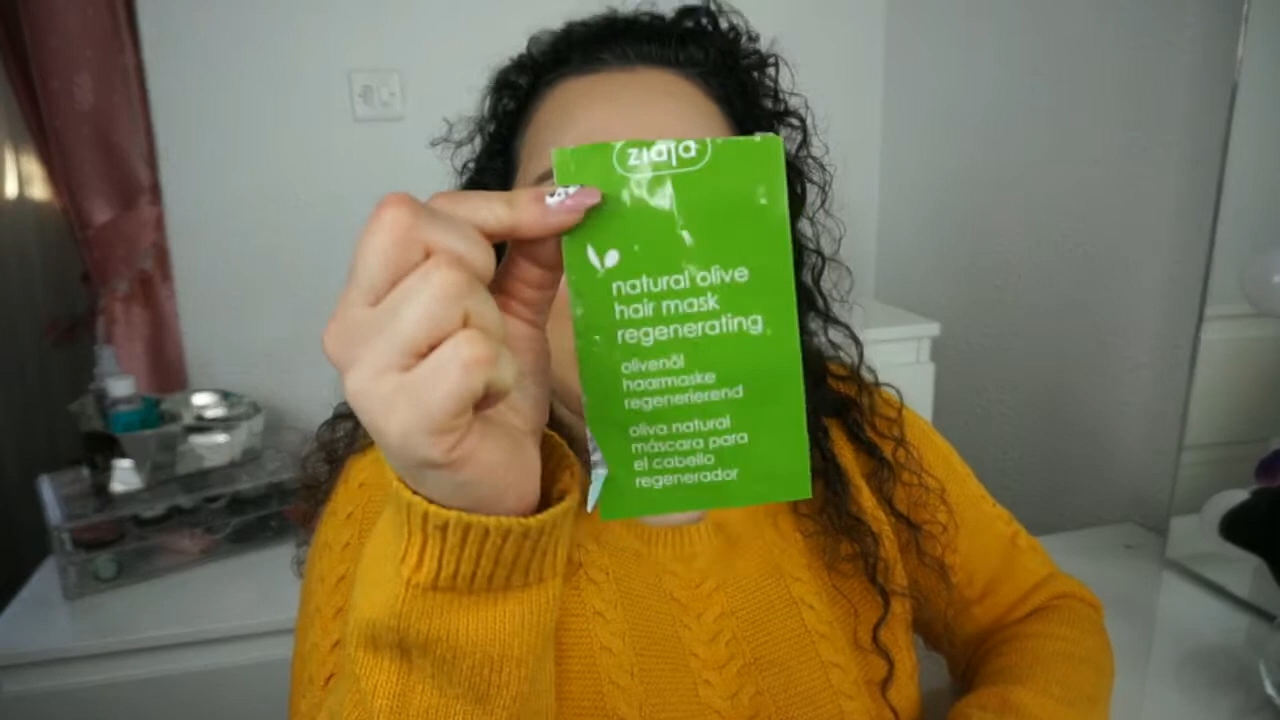 ziaja
natural olive
hair mask
regenerating
olivenöl
haarmaske
regenerierend
oliva natural
máscara para
el cabello
regenerador